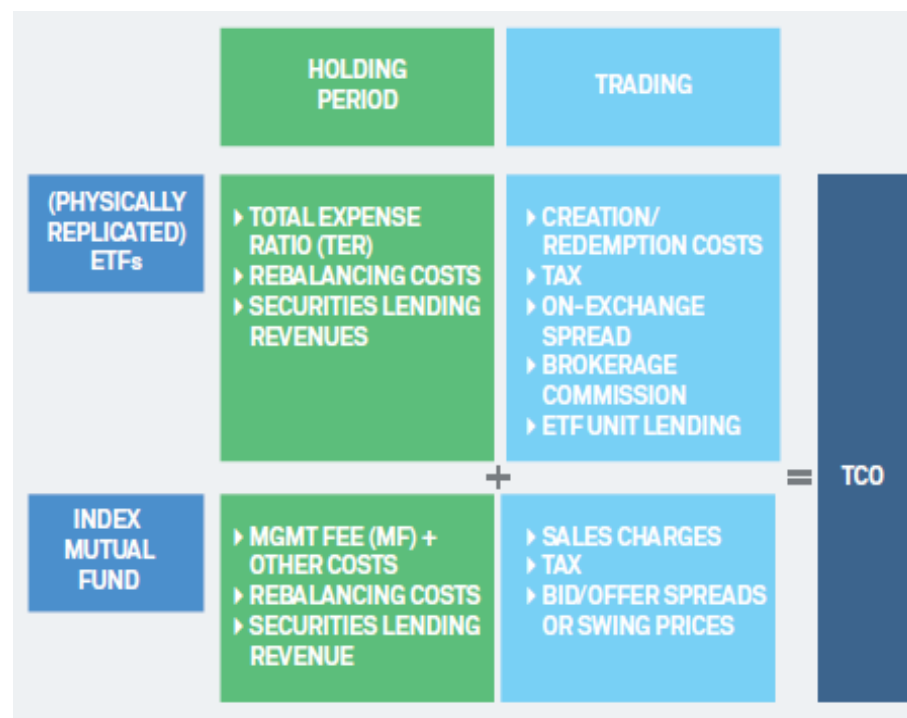 HOLDING
PERIOD
TRADING
(PHYSICALLY
REPLICATED)
ETFs
▸ TOTAL EXPENSE
RATIO (TER)
▸ REBALANCING COSTS
▸ SECURITIES LENDING
REVENUES
▸ CREATION/
REDEMPTION COSTS
▸ TAX
▸ ON-EXCHANGE
SPREAD
▸ BROKERAGE
COMMISSION
▸ ETF UNIT LENDING
+
=
TCO
INDEX
MUTUAL
FUND
▸ MGMT FEE (MF) +
OTHER COSTS
▸ REBALANCING COSTS
▸ SECURITIES LENDING
REVENUE
▸ SALES CHARGES
▸ TAX
▸ BID/OFFER SPREADS
OR SWING PRICES